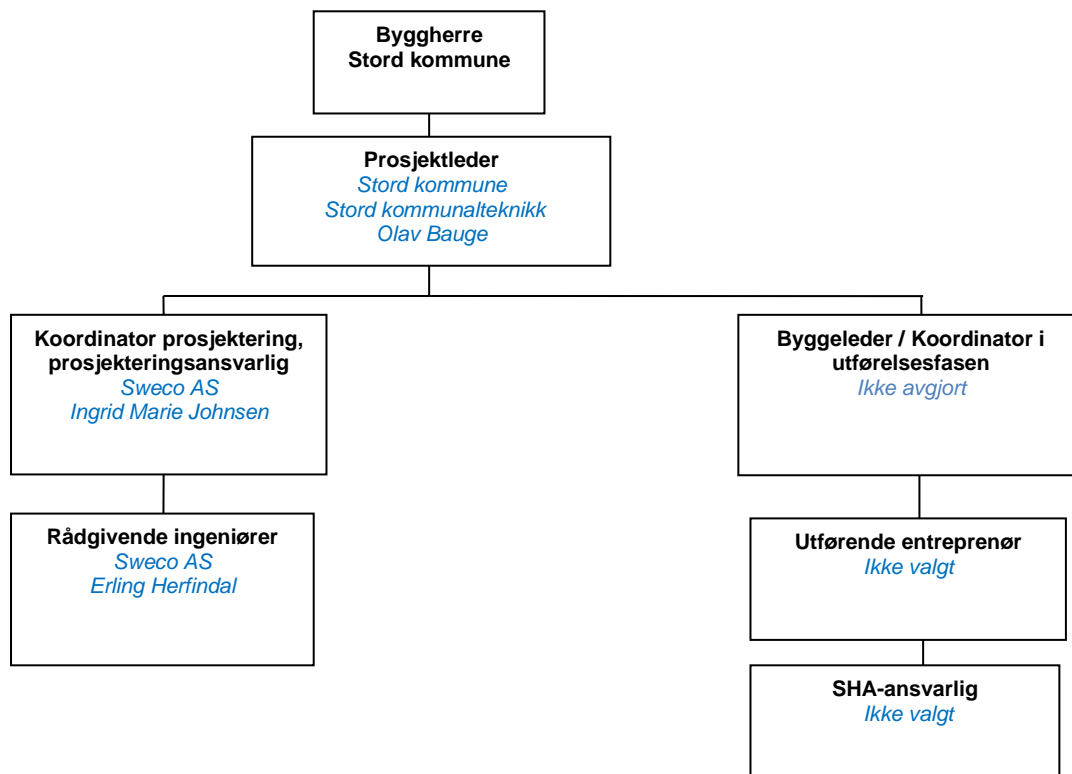 Byggherre
Stord kommune
Prosjektleder
Stord kommune
Stord kommunalteknikk
Olav Bauge
Koordinator prosjektering,
prosjekteringsansvarlig
Sweco AS
Ingrid Marie Johnsen
Byggeleder / Koordinator i
utførelsesfasen
Ikke avgjort
Rådgivende ingeniører
Sweco AS
Erling Herfindal
Utførende entreprenør
Ikke valgt
SHA-ansvarlig
Ikke valgt